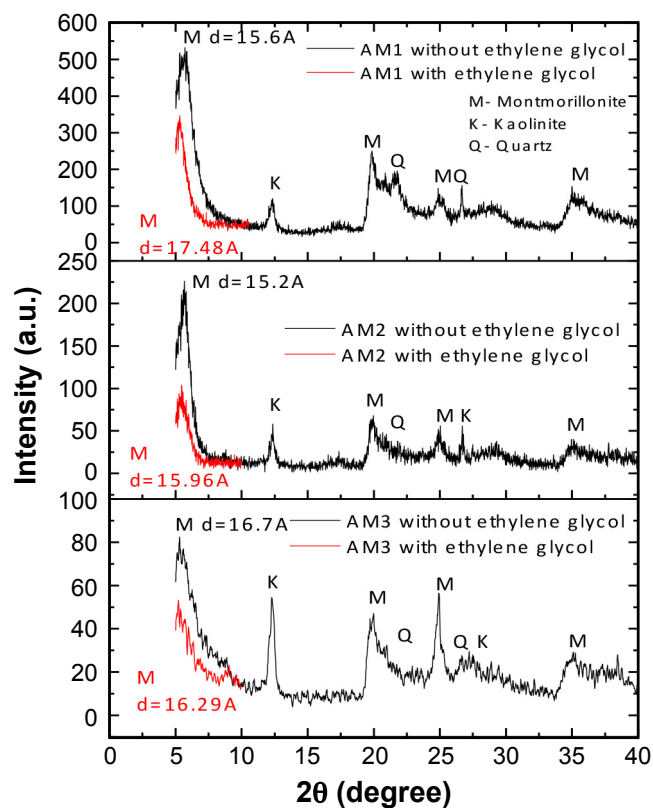 M d=15.6A
AM1 without ethylene glycol
AM1 with ethylene glycol
M- Montmorillonite
K - Kaolinite
Q - Quartz
600
500
400
300
200
100
0
K
M
Q
M
Q
M
M
d=17.48A
250
200
150
100
50
0
M d=15.2A
AM2 without ethylene glycol
AM2 with ethylene glycol
K
M
Q
M
K
M
M
d=15.96A
100
80
60
40
20
0
M d=16.7A
AM3 without ethylene glycol
AM3 with ethylene glycol
K
M
Q
M
Q
K
M
M
d=16.29A
Intensity (a.u.)
0
5
10
15
20
25
30
35
40
2θ (degree)